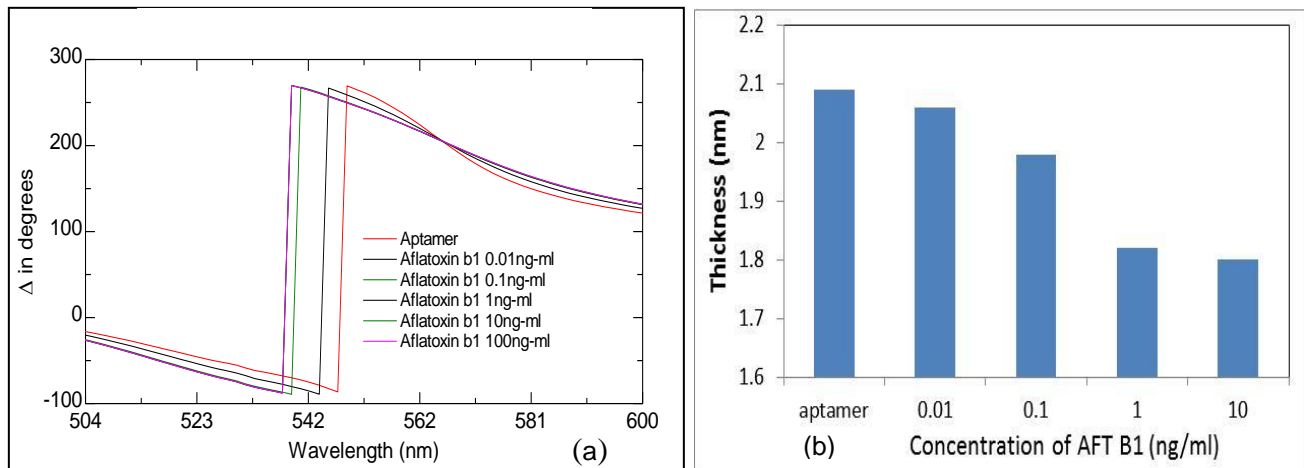 300
200
100
0
-100
504
523
542
562
581
600
Δ in degrees
Wavelength (nm)
Aptamer
Aflatoxin b1 0.01ng-ml
Aflatoxin b1 0.1ng-ml
Aflatoxin b1 1ng-ml
Aflatoxin b1 10ng-ml
Aflatoxin b1 100ng-ml
(a)
2.2
2.1
2
1.9
1.8
1.7
1.6
Thickness (nm)
aptamer
0.01
0.1
1
10
(b)
Concentration of AFT B1 (ng/ml)